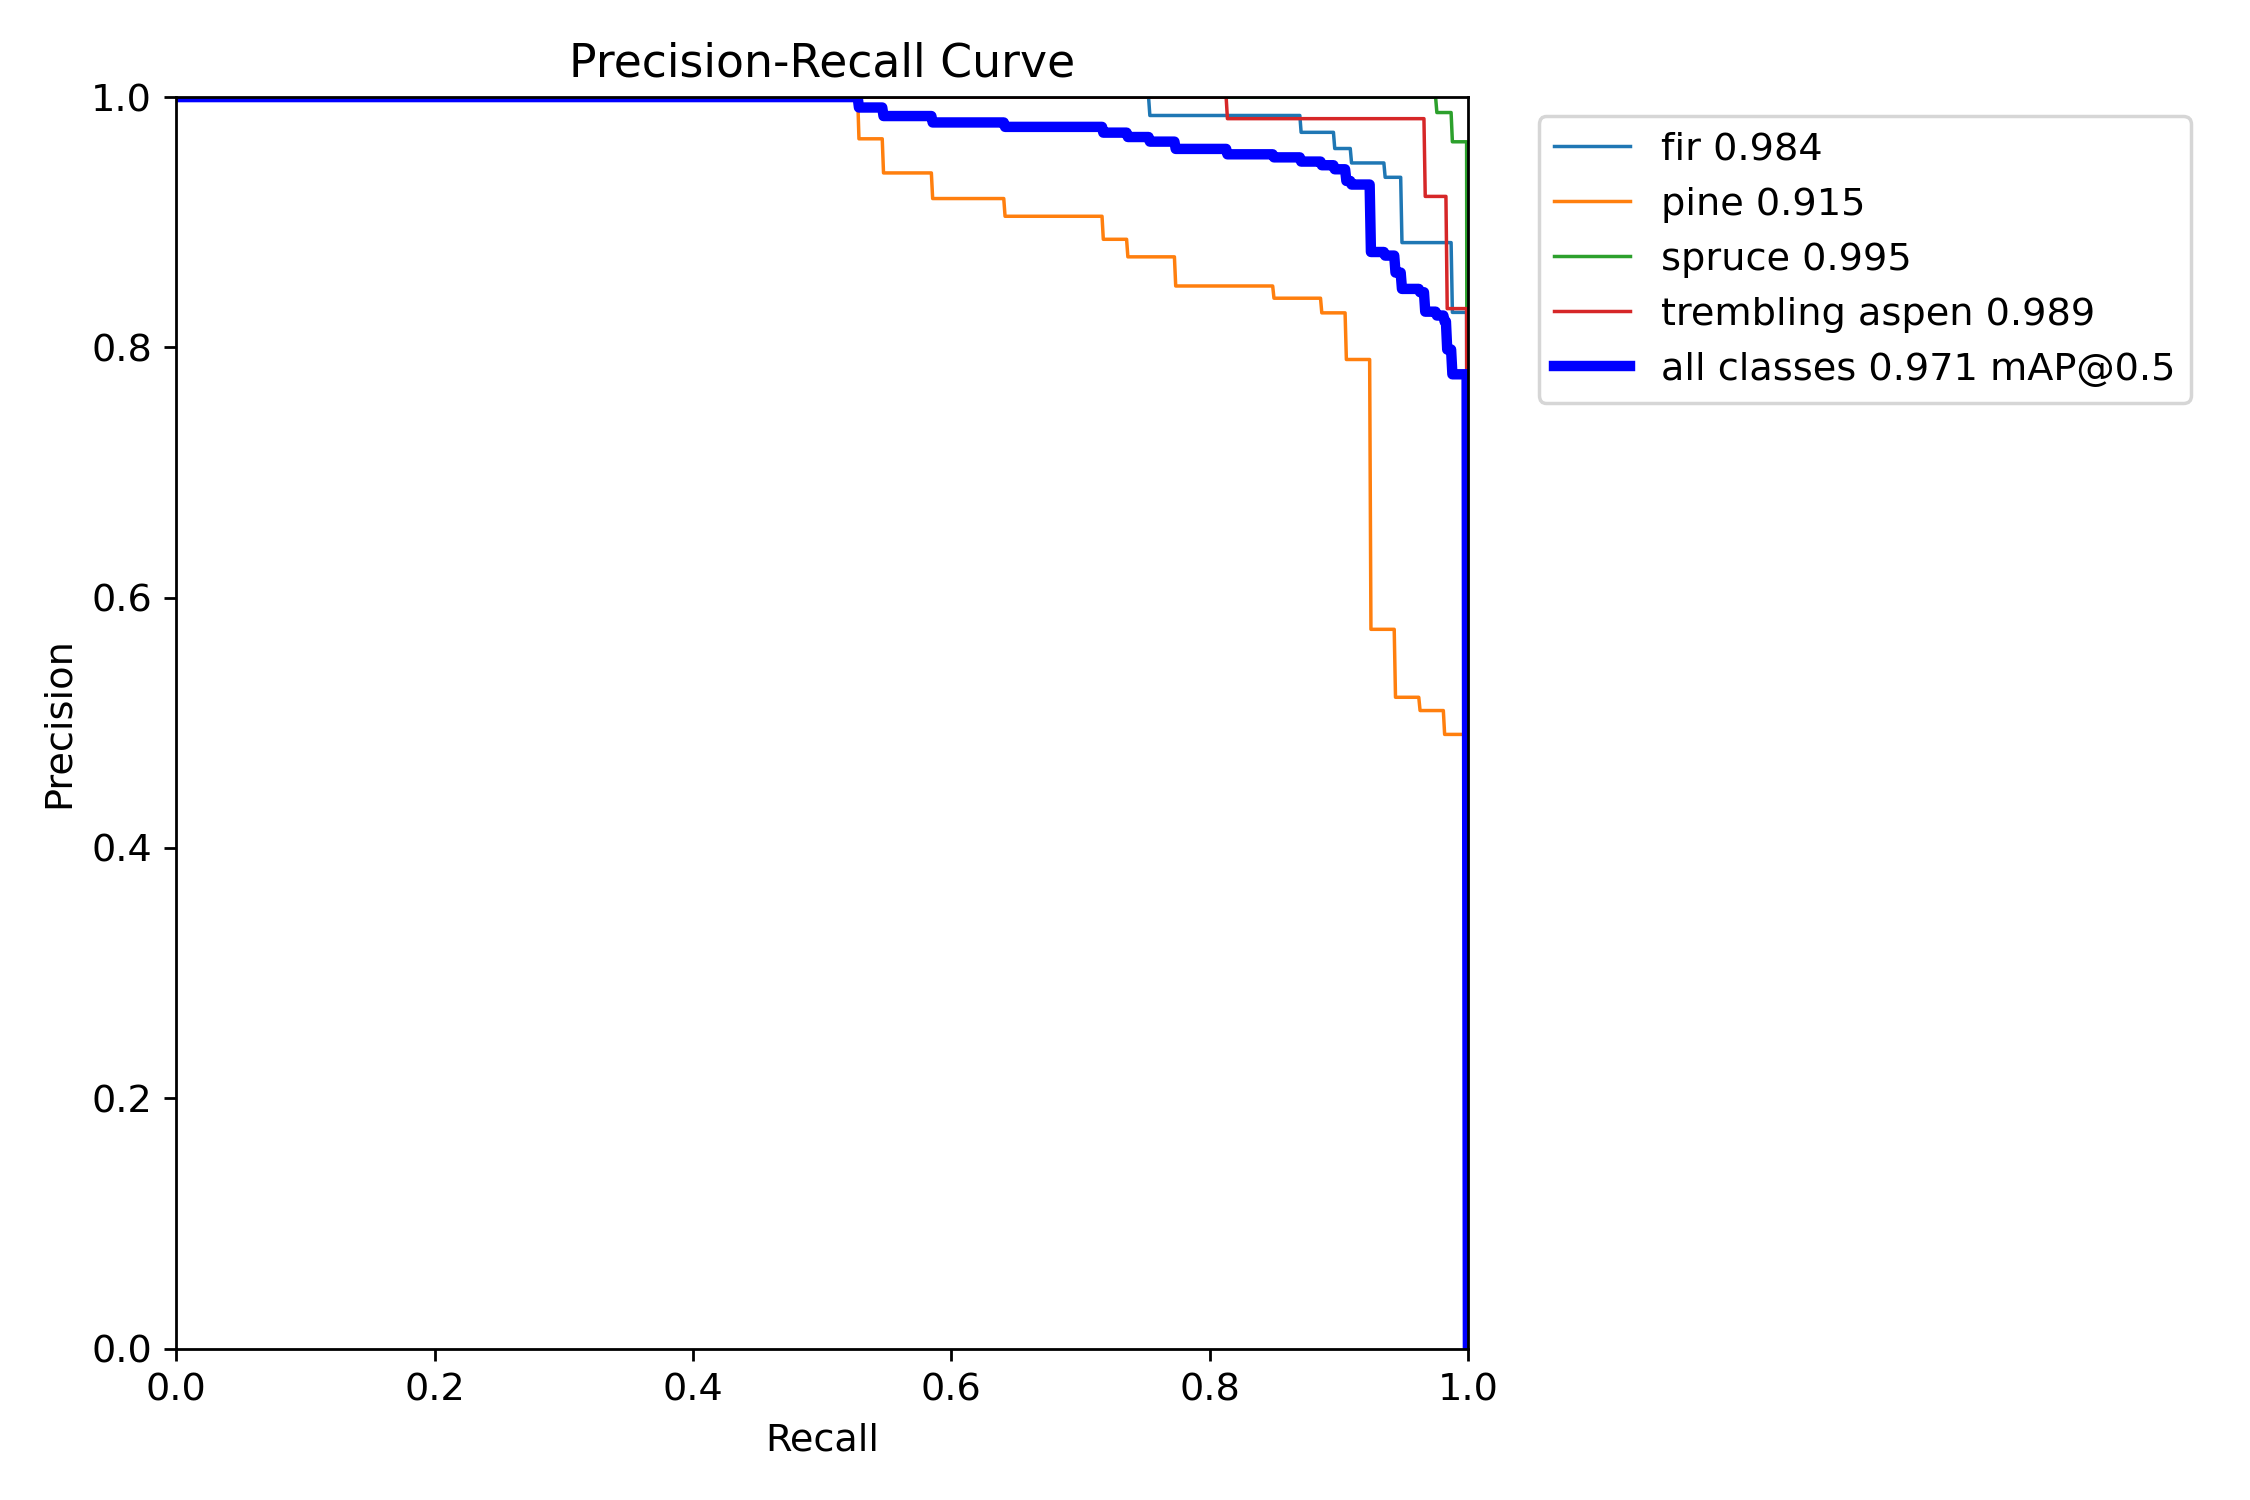 Precision-Recall Curve
1.0
0.8
0.6
0.4
0.2
0.0
Precision
0.0 0.2 0.4 0.6 0.8 1.0
Recall
fir 0.984
pine 0.915
spruce 0.995
trembling aspen 0.989
all classes 0.971 mAP@0.5